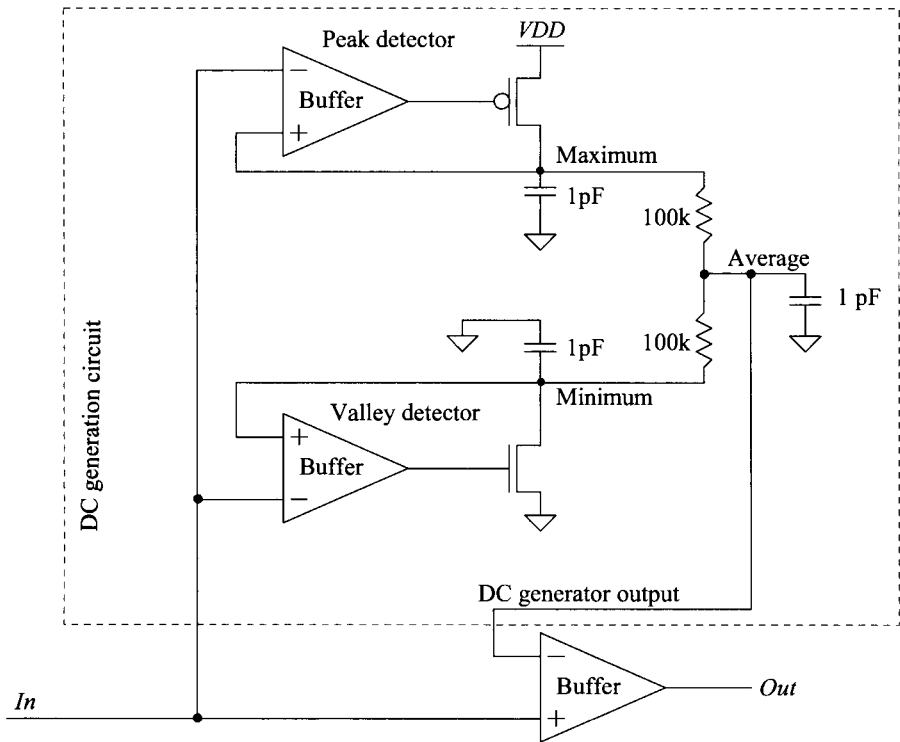 Peak detector
VDD
−
Buffer
+
Maximum
1pF
100k
Average
1 pF
1pF
100k
Minimum
Valley detector
+
Buffer
−
DC generation circuit
DC generator output
−
Buffer
Out
In
+